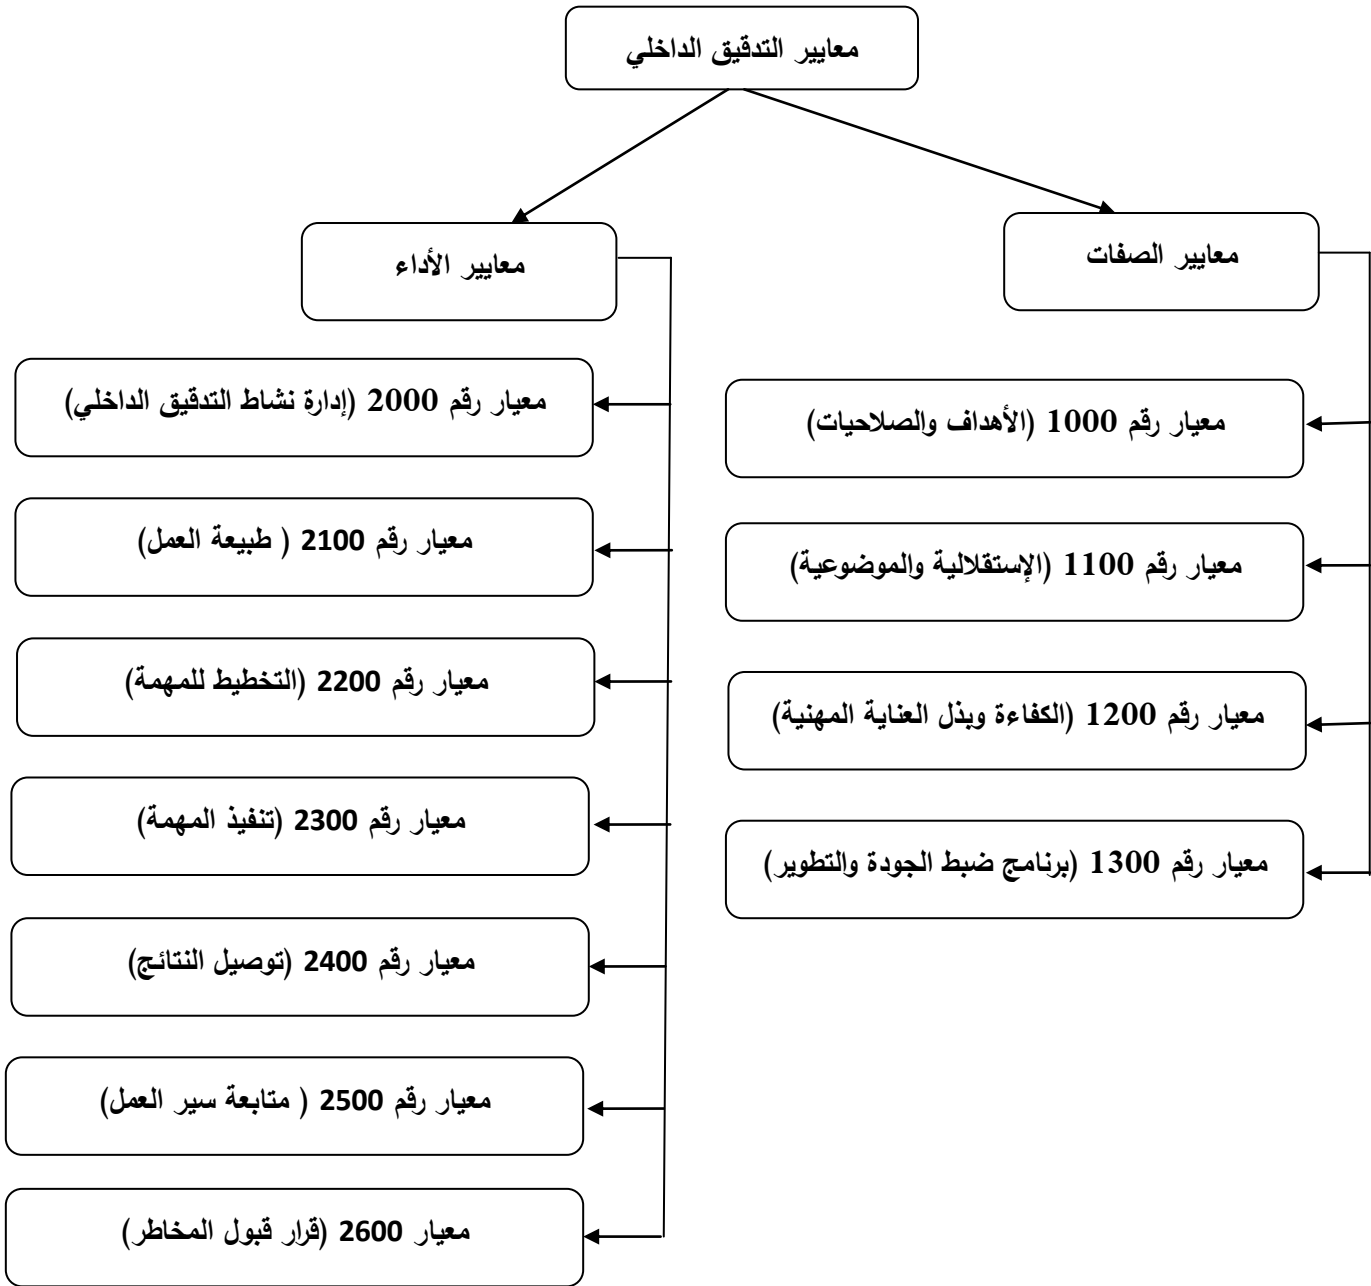 معايير التدقيق الداخلي
معايير الصفات
معيار رقم 1000 (الأهداف والصلاحيات)
معيار رقم 1100 (الإستقلالية والموضوعية)
معيار رقم 1200 (الكفاءة وبذل العناية المهنية)
معيار رقم 1300 (برنامج ضبط الجودة والتطوير)
معايير الأداء
معيار رقم 2000 (إدارة نشاط التدقيق الداخلي)
معيار رقم 2100 ( طبيعة العمل)
معيار رقم 2200 (التخطيط للمهمة)
معيار رقم 2300 (تنفيذ المهمة)
معيار رقم 2400 (توصيل النتائج)
معيار رقم 2500 ( متابعة سير العمل)
معيار 2600 (قرار قبول المخاطر)